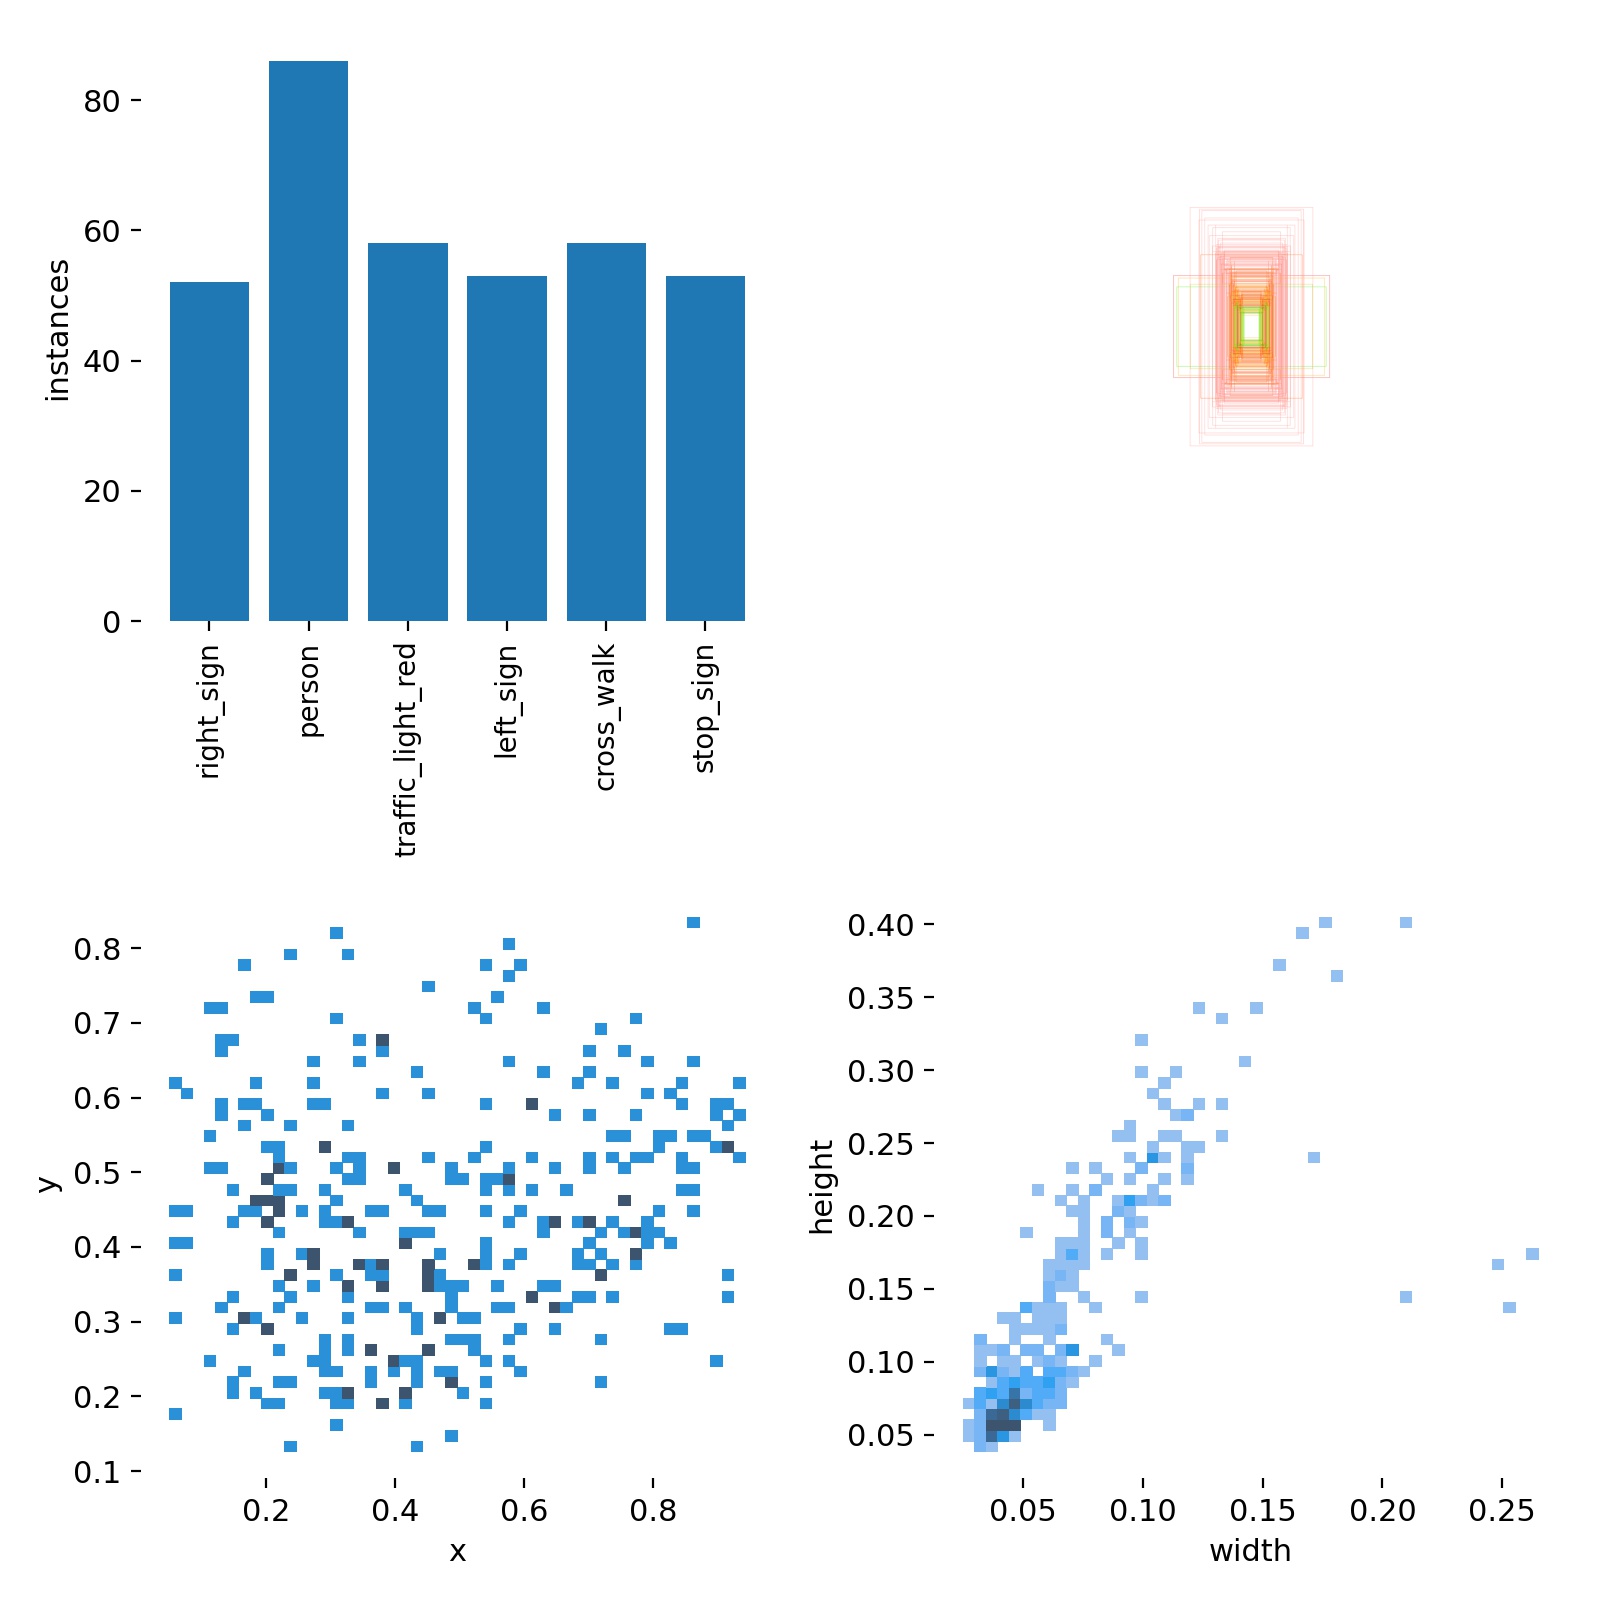 instances
80
60
40
20
0
right_sign
person
traffic_light_red
left_sign
cross_walk
stop_sign
y
0.8
0.7
0.6
0.5
0.4
0.3
0.2
0.1
0.2 0.4 0.6 0.8
x
height
0.40
0.35
0.30
0.25
0.20
0.15
0.10
0.05
0.05 0.10 0.15 0.20 0.25
width